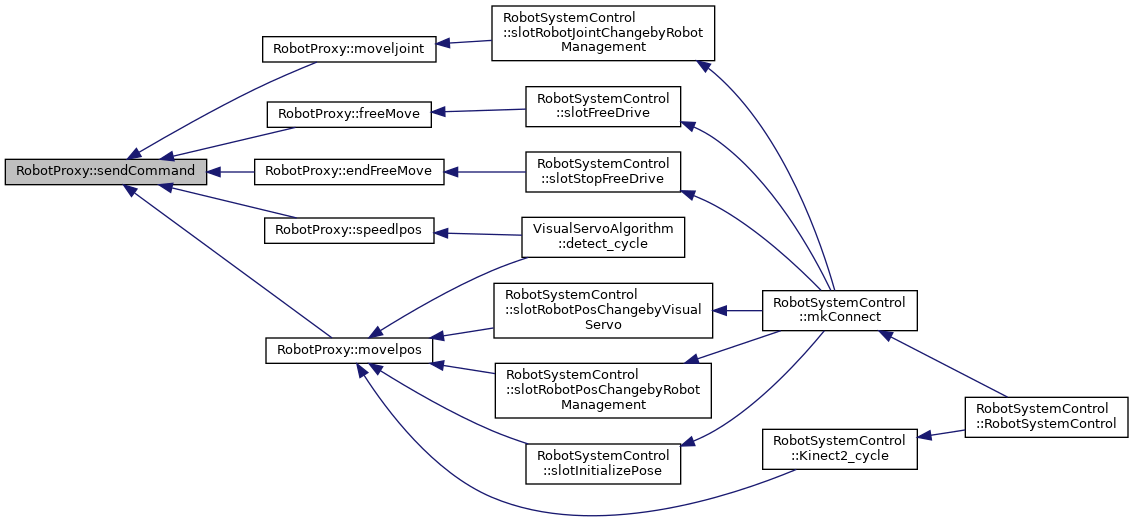 RobotSystemControl
::slotRobotJointChangebyRobot
Management
RobotProxy::moveljoint
RobotSystemControl
::slotFreeDrive
RobotProxy::freeMove
RobotProxy::sendCommand
RobotProxy::endFreeMove
RobotSystemControl
::slotStopFreeDrive
RobotProxy::speedlpos
VisualServoAlgorithm
::detect_cycle
RobotSystemControl
::slotRobotPosChangebyVisual
Servo
RobotSystemControl
::mkConnect
RobotProxy::movelpos
RobotSystemControl
::slotRobotPosChangebyRobot
Management
RobotSystemControl
::RobotSystemControl
RobotSystemControl
::slotInitializePose
RobotSystemControl
::Kinect2_cycle